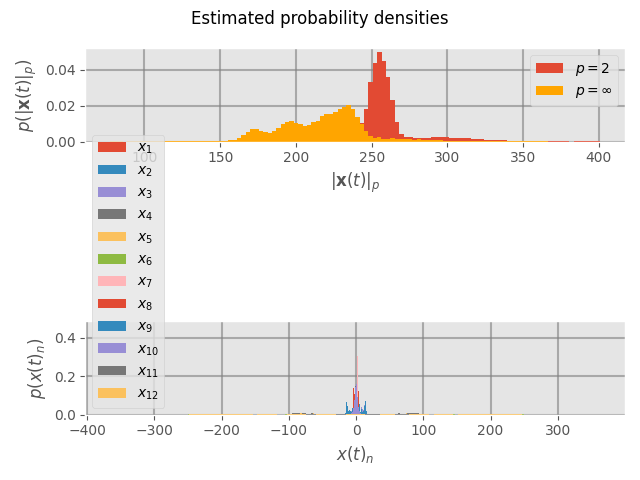 Estimated probability densities
p(|x(t)|p)
0.04
0.02
0.00
p = 2
p = ∞
100
150
200
250
300
350
400
|x(t)|p
x1
x2
x3
x4
x5
x6
x7
x8
x9
x10
x11
x12
p(x(t)n)
0.4
0.2
0.0
−400
−300
−200
−100
0
100
200
300
x(t)n